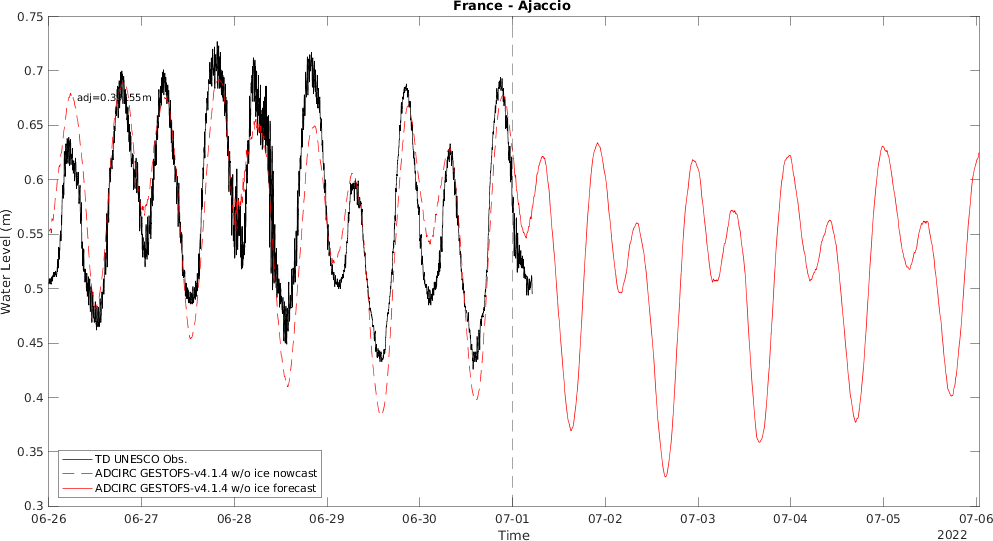 France - Ajaccio
0.75
0.7
0.65
0.6
0.55
0.5
0.45
0.4
0.35
0.3
Water Level (m)
TD UNESCO Obs.
ADCIRC GESTOFS-v4.1.4 w/o ice nowcast
ADCIRC GESTOFS-v4.1.4 w/o ice forecast
06-26 06-27 06-28 06-29 06-30 07-01 07-02 07-03 07-04 07-05 07-06
Time
2022